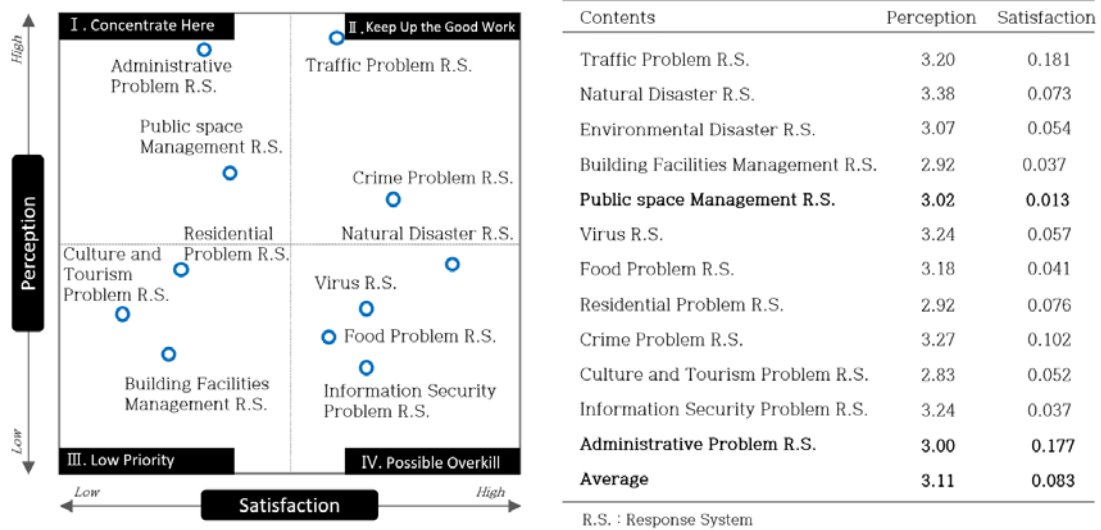 Ⅰ. Concentrate Here
Ⅱ. Keep Up the Good Work
Administrative
Problem R.S.
Traffic Problem R.S.
Public space
Management R.S.
Crime Problem R.S.
Residential
Problem R.S.
Natural Disaster R.S.
Culture and
Tourism
Problem R.S.
Virus R.S.
Food Problem R.S.
Building Facilities
Management R.S.
Information Security
Problem R.S.
Ⅲ. Low Priority
Ⅳ. Possible Overkill
High
Perception
Low
Low
Satisfaction
High
Contents Perception Satisfaction
Traffic Problem R.S. 3.20 0.181
Natural Disaster R.S. 3.38 0.073
Environmental Disaster R.S. 3.07 0.054
Building Facilities Management R.S. 2.92 0.037
Public space Management R.S. 3.02 0.013
Virus R.S. 3.24 0.057
Food Problem R.S. 3.18 0.041
Residential Problem R.S. 2.92 0.076
Crime Problem R.S. 3.27 0.102
Culture and Tourism Problem R.S. 2.83 0.052
Information Security Problem R.S. 3.24 0.037
Administrative Problem R.S. 3.00 0.177
Average 3.11 0.083
R.S. : Response System